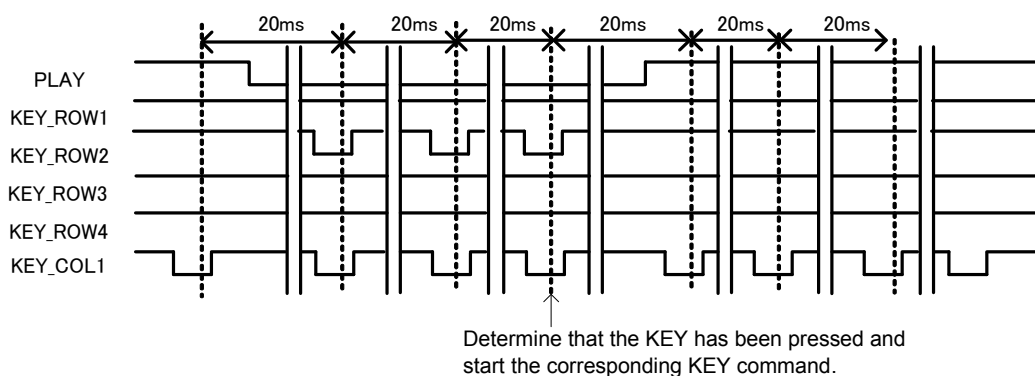 20ms 20ms 20ms 20ms 20ms 20ms
PLAY
KEY_ROW1
KEY_ROW2
KEY_ROW3
KEY_ROW4
KEY_COL1
Determine that the KEY has been pressed and
start the corresponding KEY command.